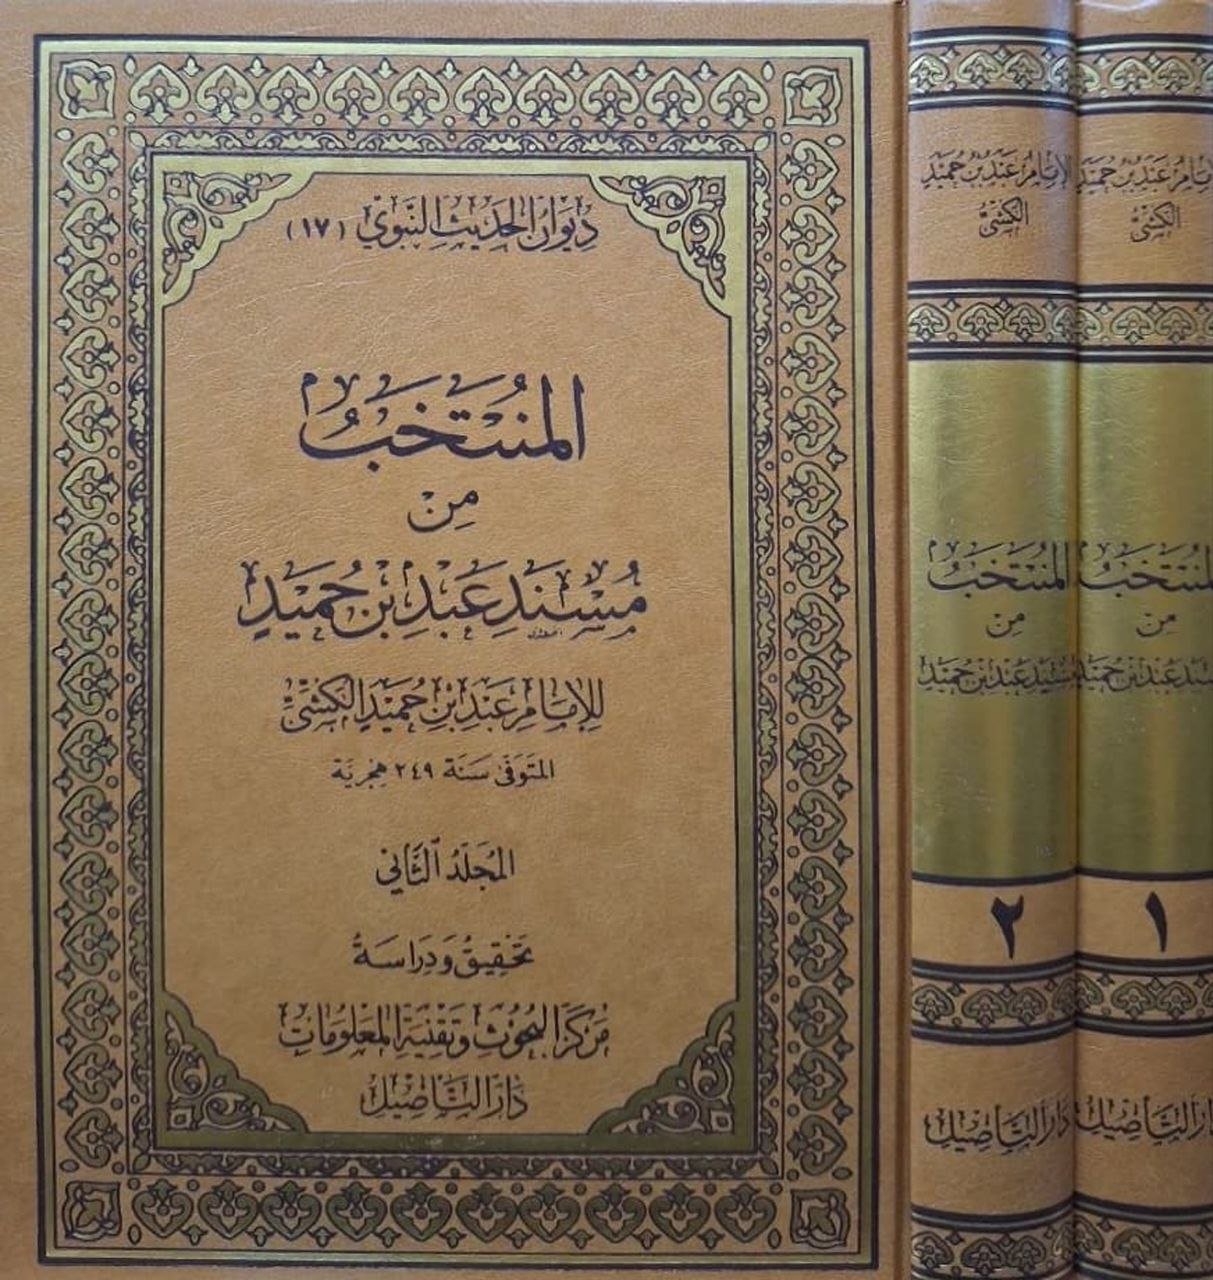 ديوان الحديث النبوي (١٧)
المنتخب
من
مسند عبد بن حميد
للإمام عبد بن حميد الكشي
المتوفى سنة ٢٤٩ هجرية
المجلد الثاني
تحقيق ودراسة
مركز البحوث وتقنية المعلومات
دار التأصيل
الإمام عبد بن حميد
الكشي
المنتخب
من
مسند عبد بن حميد
٢
دار التأصيل
عبد بن حميد
الكشي
المنتخب
من
مسند عبد بن حميد
١
دار التأصيل